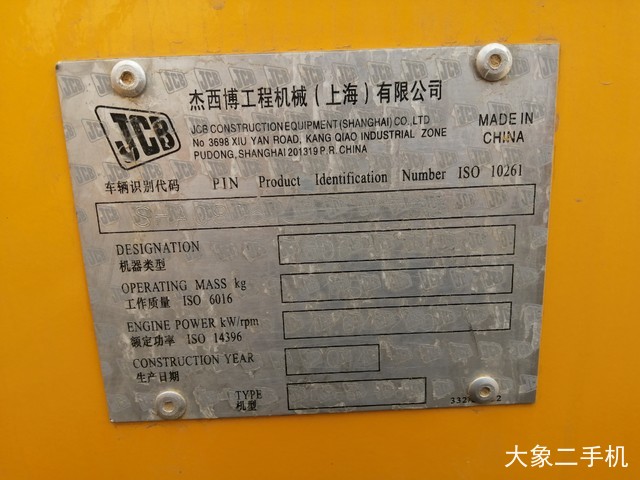 杰西博工程机械（上海）有限公司
JCB CONSTRUCTION EQUIPMENT (SHANGHAI) CO., LTD
No 3698 XIU YAN ROAD, KANG QIAO INDUSTRIAL ZONE
PUDONG, SHANGHAI 201319 P.R. CHINA
MADE IN
CHINA
JCB
车辆识别代码 PIN Product Identification Number ISO 10261
DESIGNATION
机器类型
OPERATING MASS kg
工作质量 ISO 6016
ENGINE POWER kW/rpm
额定功率 ISO 14396
CONSTRUCTION YEAR
生产日期
TYPE
机型
大象二手机